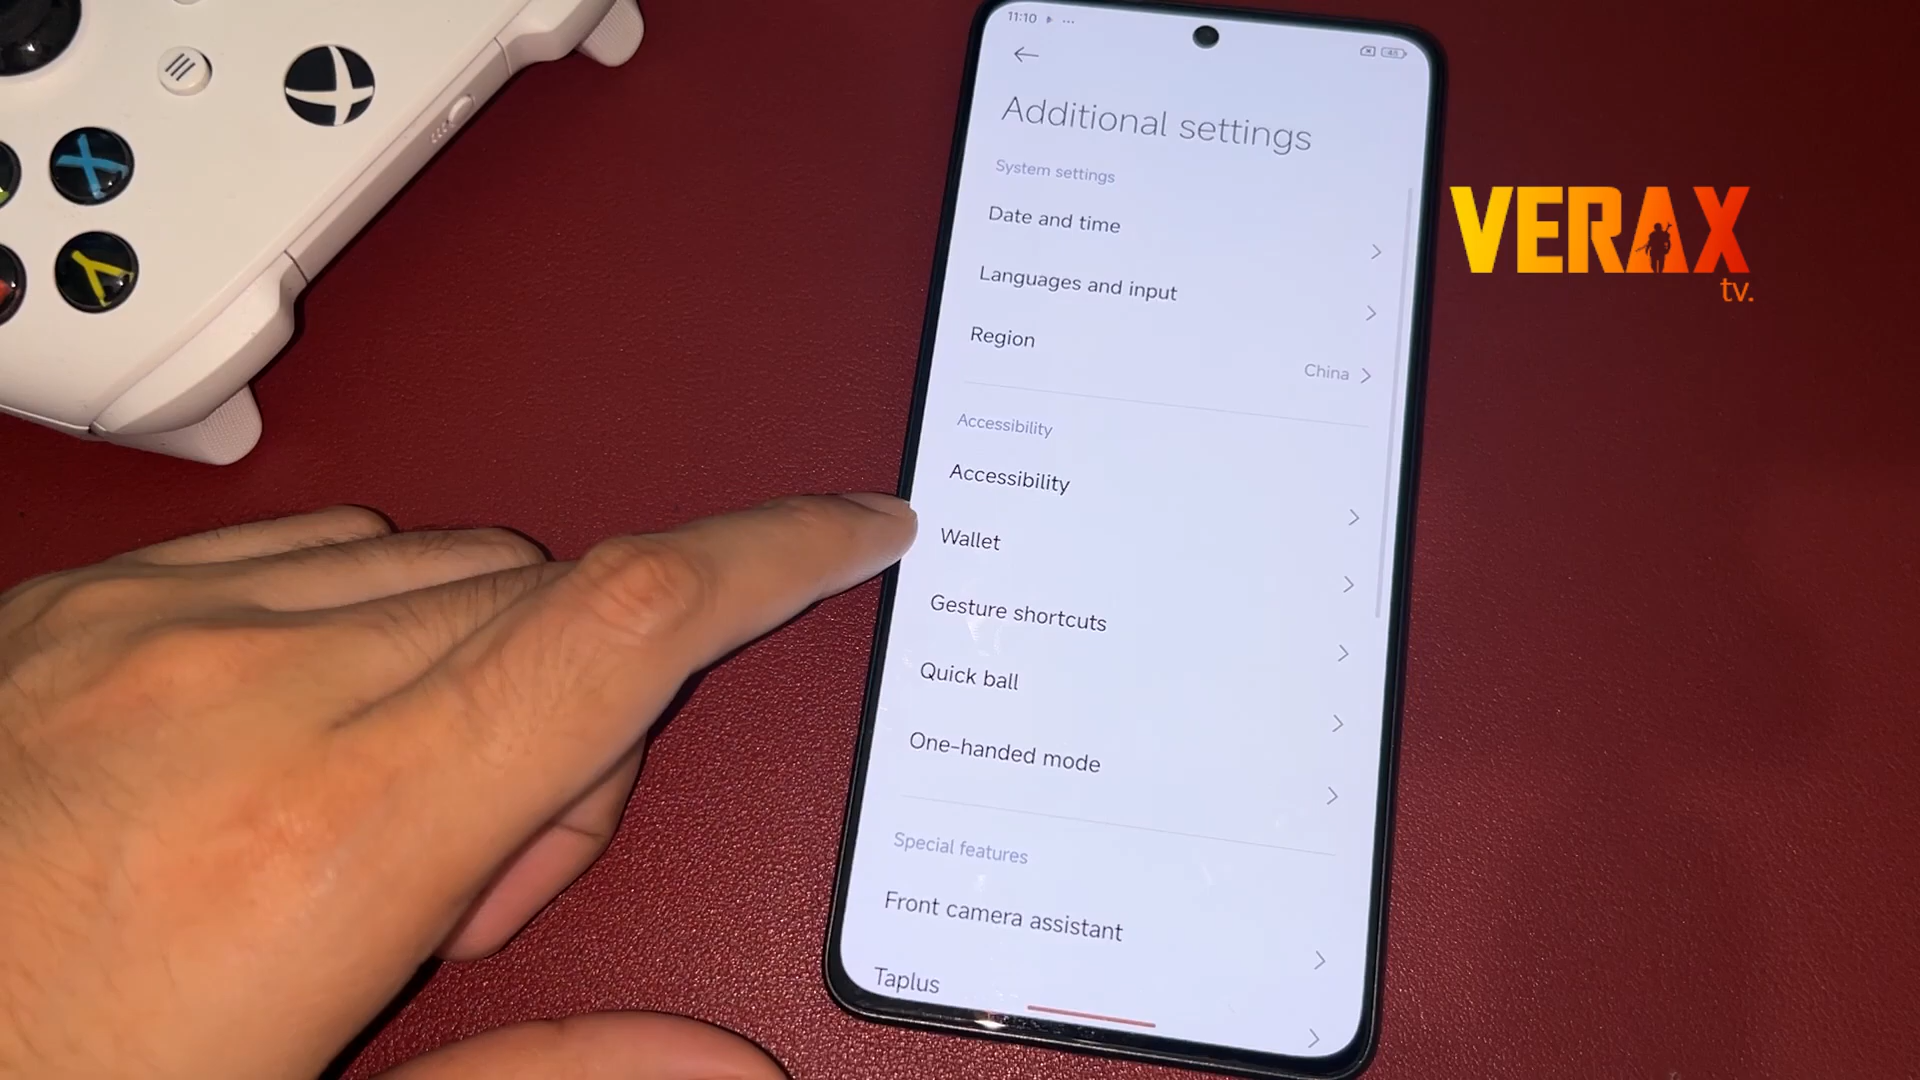 11:10
Additional settings
System settings
Date and time
Languages and input
Region
China
Accessibility
Accessibility
Wallet
Gesture shortcuts
Quick ball
One-handed mode
Special features
Front camera assistant
Taplus
X
Y
VERAX
tv.